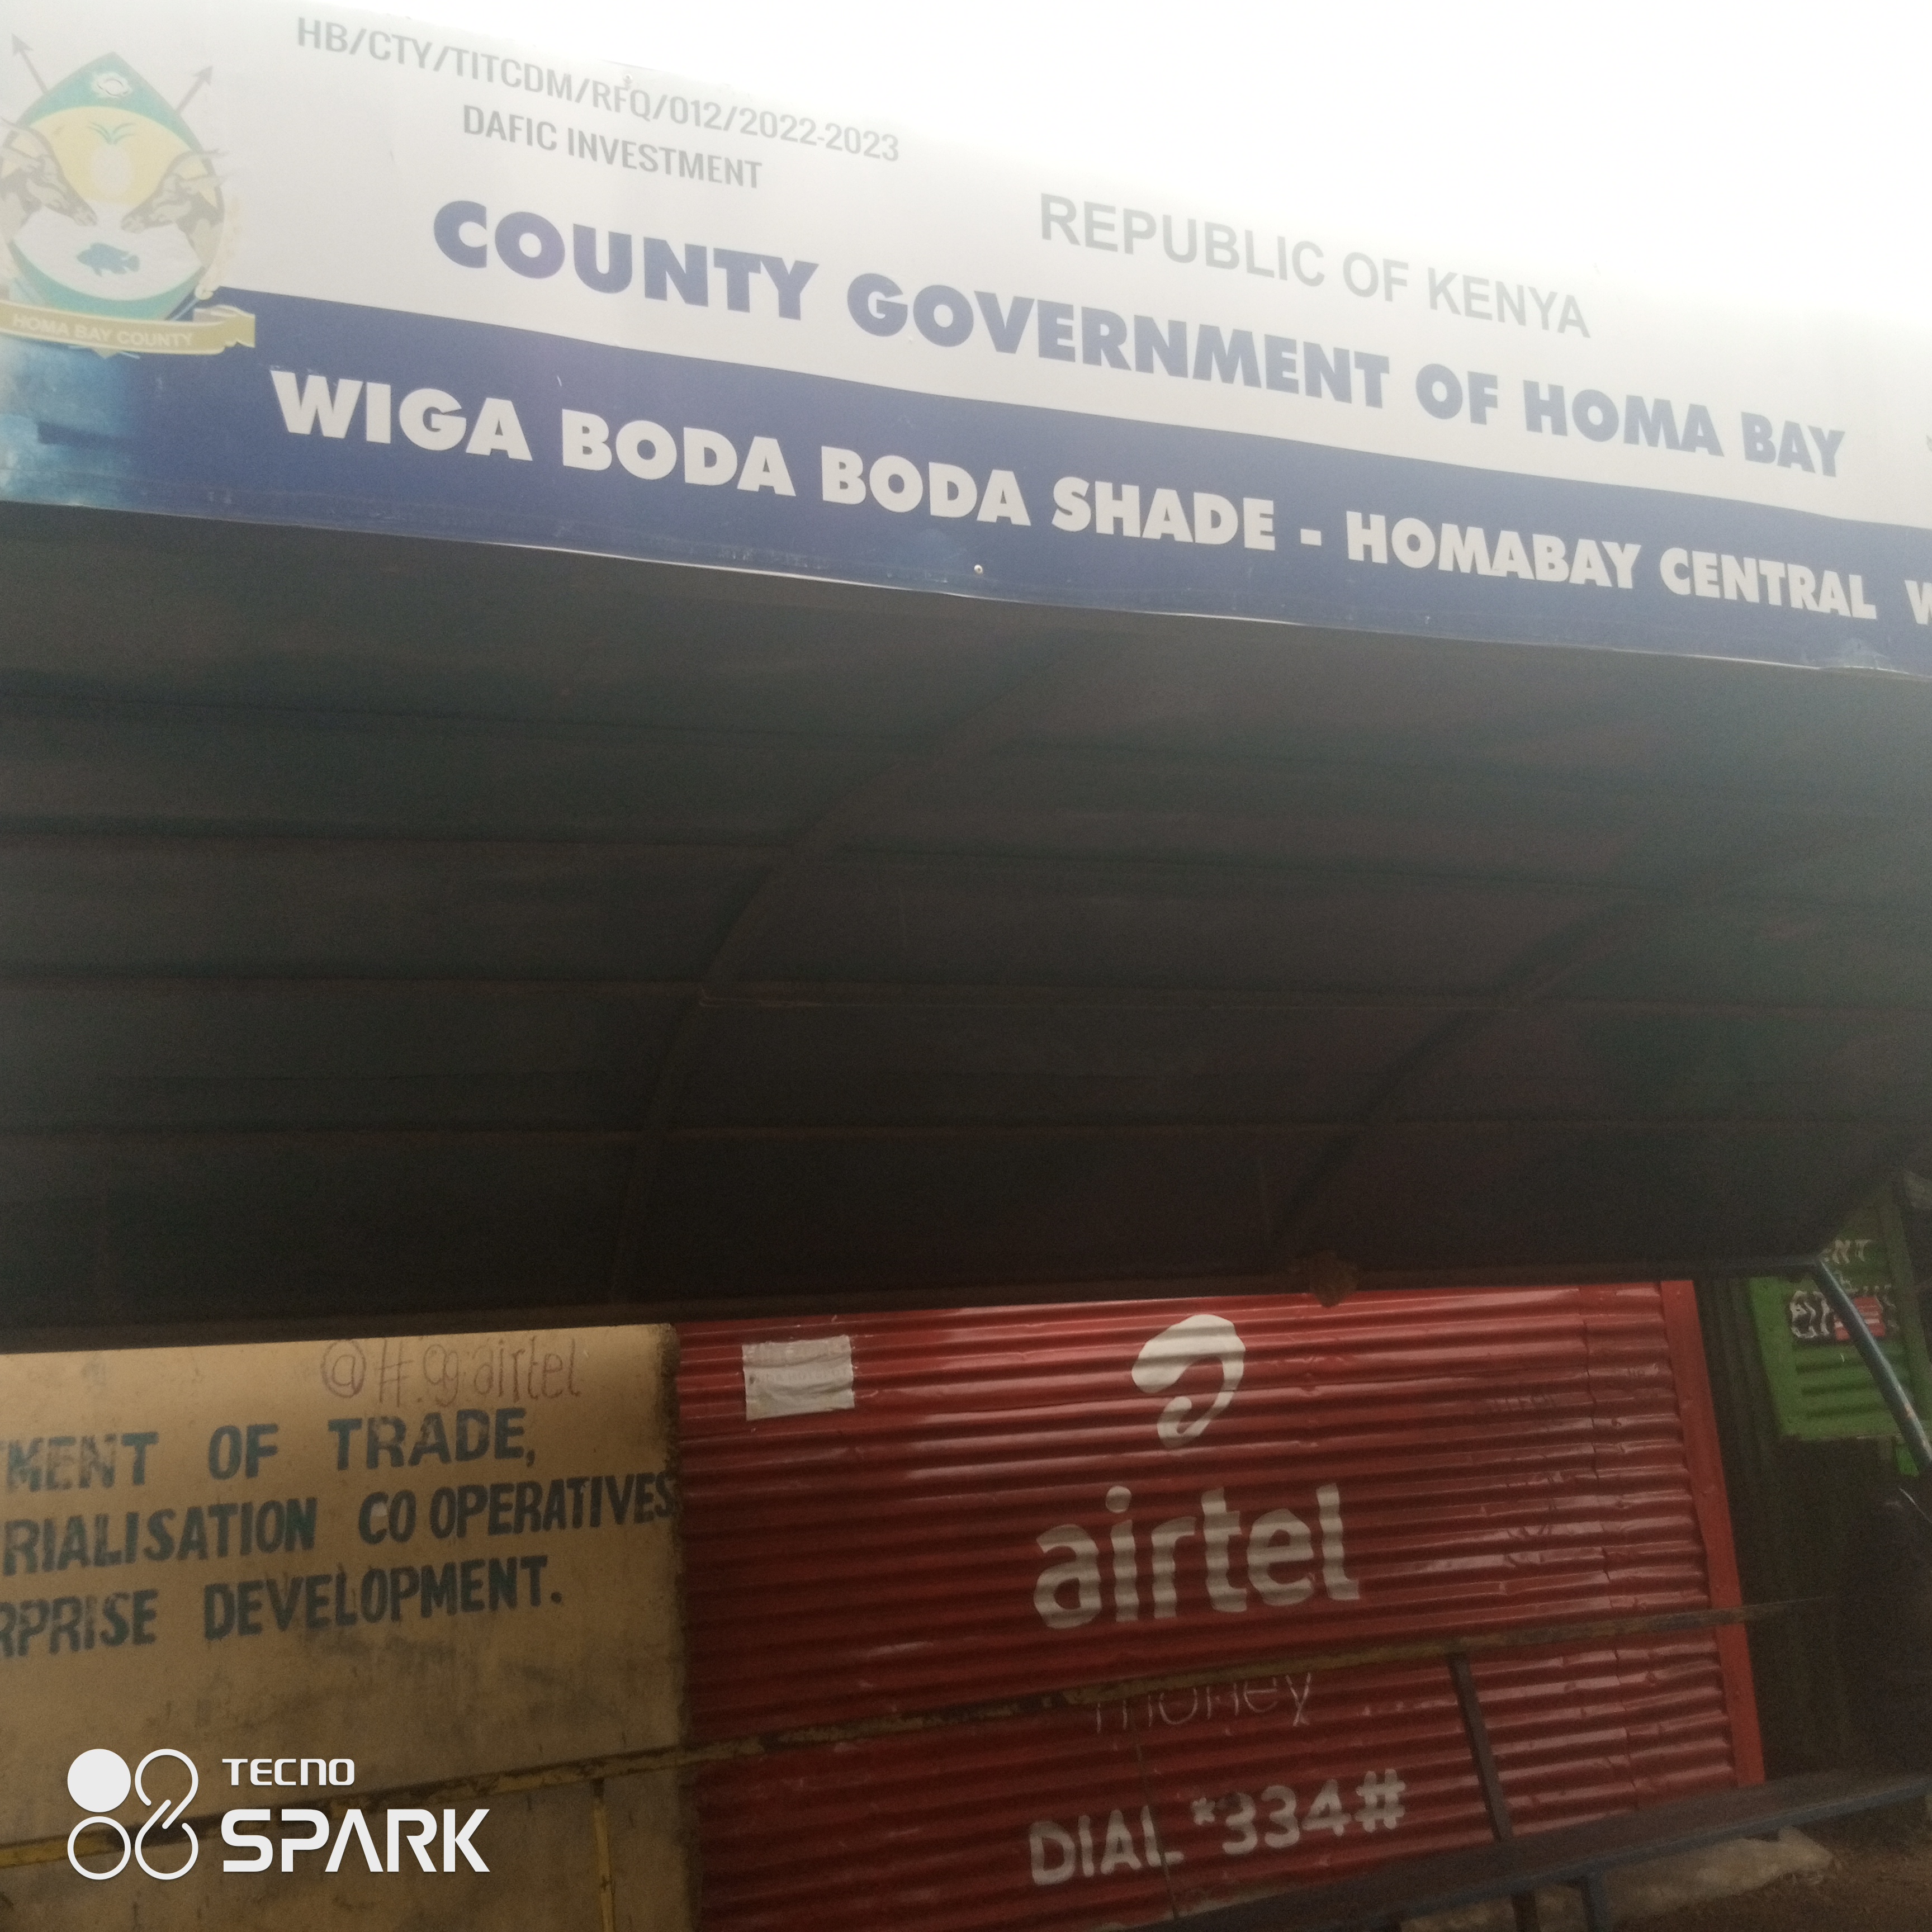 HB/CTY/TITCDM/RFQ/012/2022-2023
DAFIC INVESTMENT
REPUBLIC OF KENYA
COUNTY GOVERNMENT OF HOMA BAY
HOMA BAY COUNTY
WIGA BODA BODA SHADE - HOMABAY CENTRAL W
@#.cg.airtel
MENT OF TRADE,
RIALISATION CO OPERATIVES
RPRISE DEVELOPMENT.
airtel
money
DIAL *334#
TECNO
SPARK